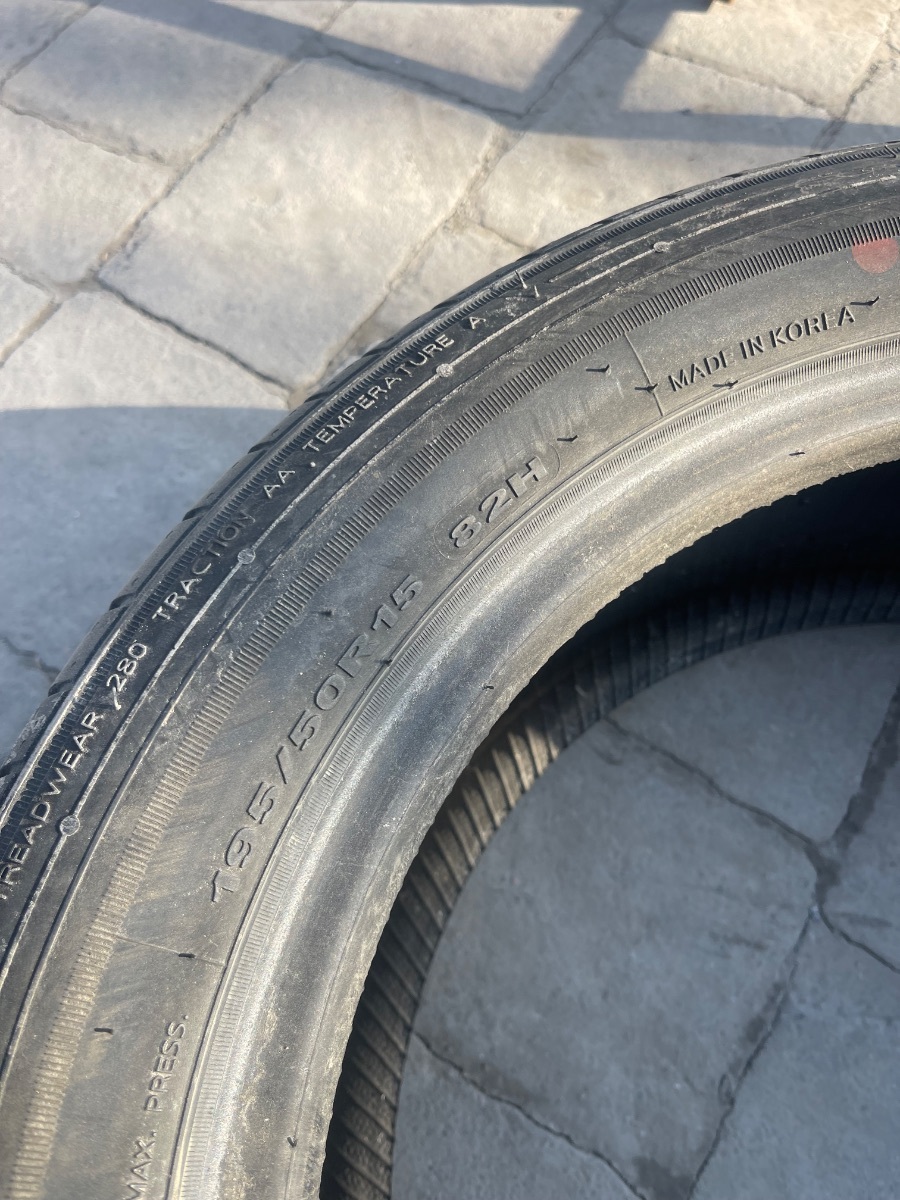 TREADWEAR 280 TRACTION AA TEMPERATURE A
MADE IN KOREA
195/50R15 82H
MAX. PRESS.